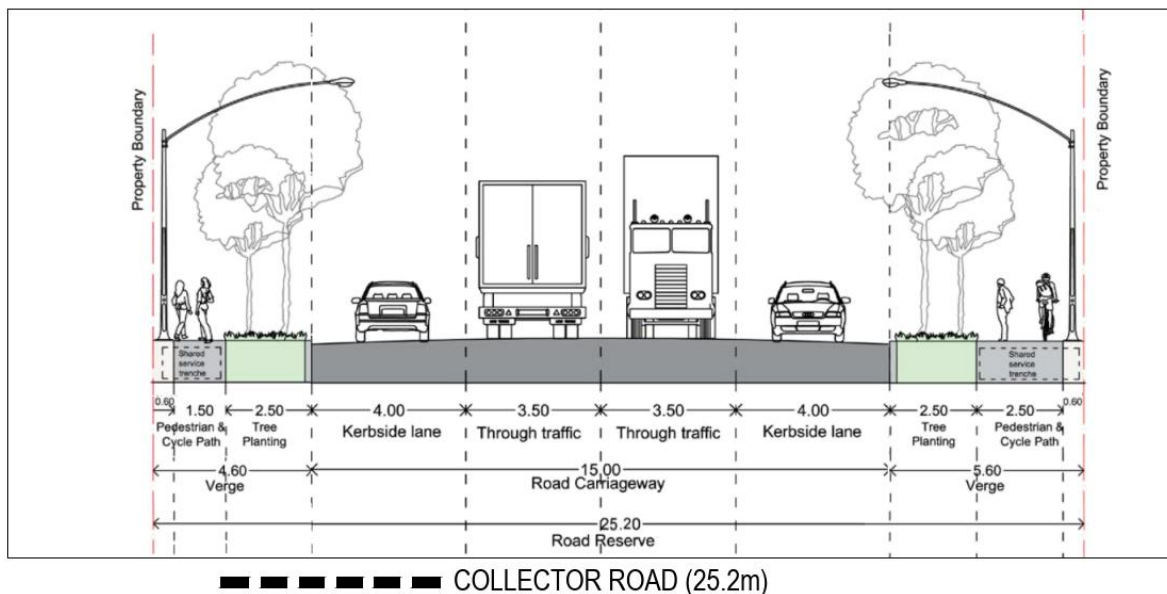 Property Boundary
Property Boundary
Shared
service
trenche
Shared
service
trenche
0.60
1.50
2.50
4.00
3.50
3.50
4.00
2.50
2.50
0.60
Pedestrian &
Cycle Path
Tree
Planting
Kerbside lane
Through traffic
Through traffic
Kerbside lane
Tree
Planting
Pedestrian &
Cycle Path
4.60
Verge
15.00
Road Carriageway
5.60
Verge
25.20
Road Reserve
COLLECTOR ROAD (25.2m)